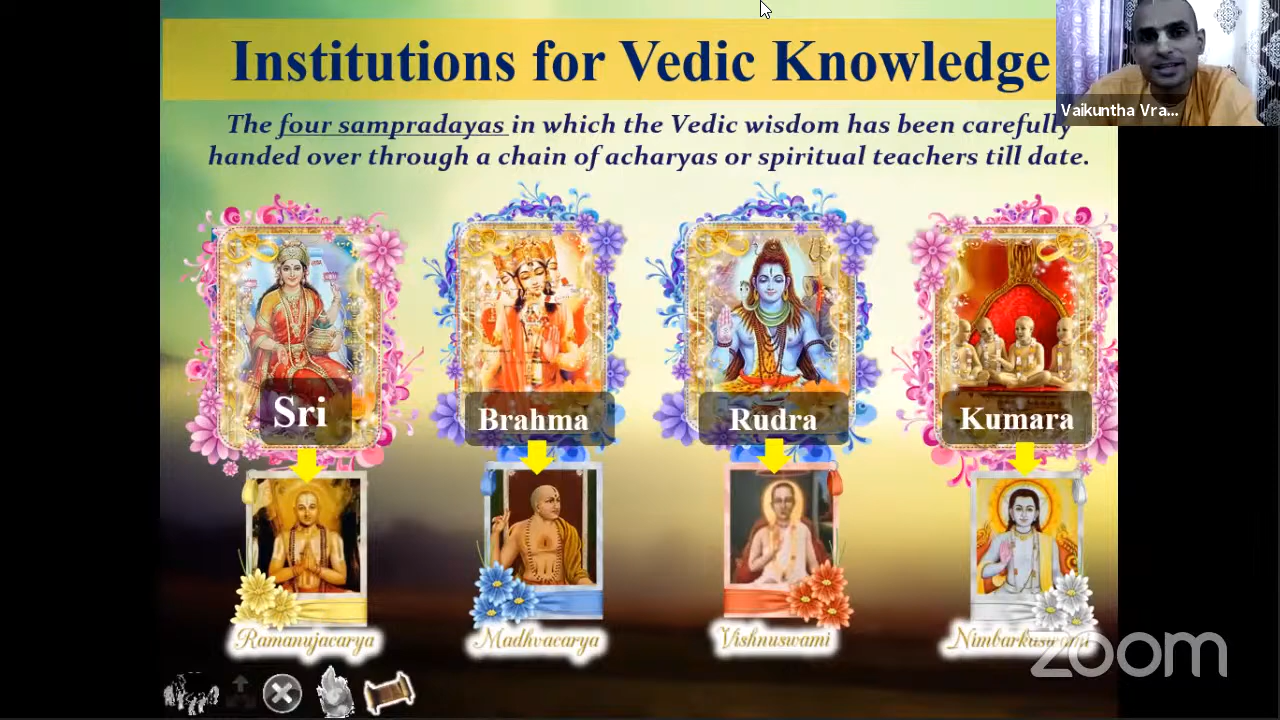 Institutions for Vedic Knowledge
Vaikuntha Vra...
The four sampradayas in which the Vedic wisdom has been carefully
handed over through a chain of acharyas or spiritual teachers till date.
Sri
Brahma
Rudra
Kumara
Ramanujacarya
Madhvacarya
Vishnuswami
Nimbarkaswami
zoom